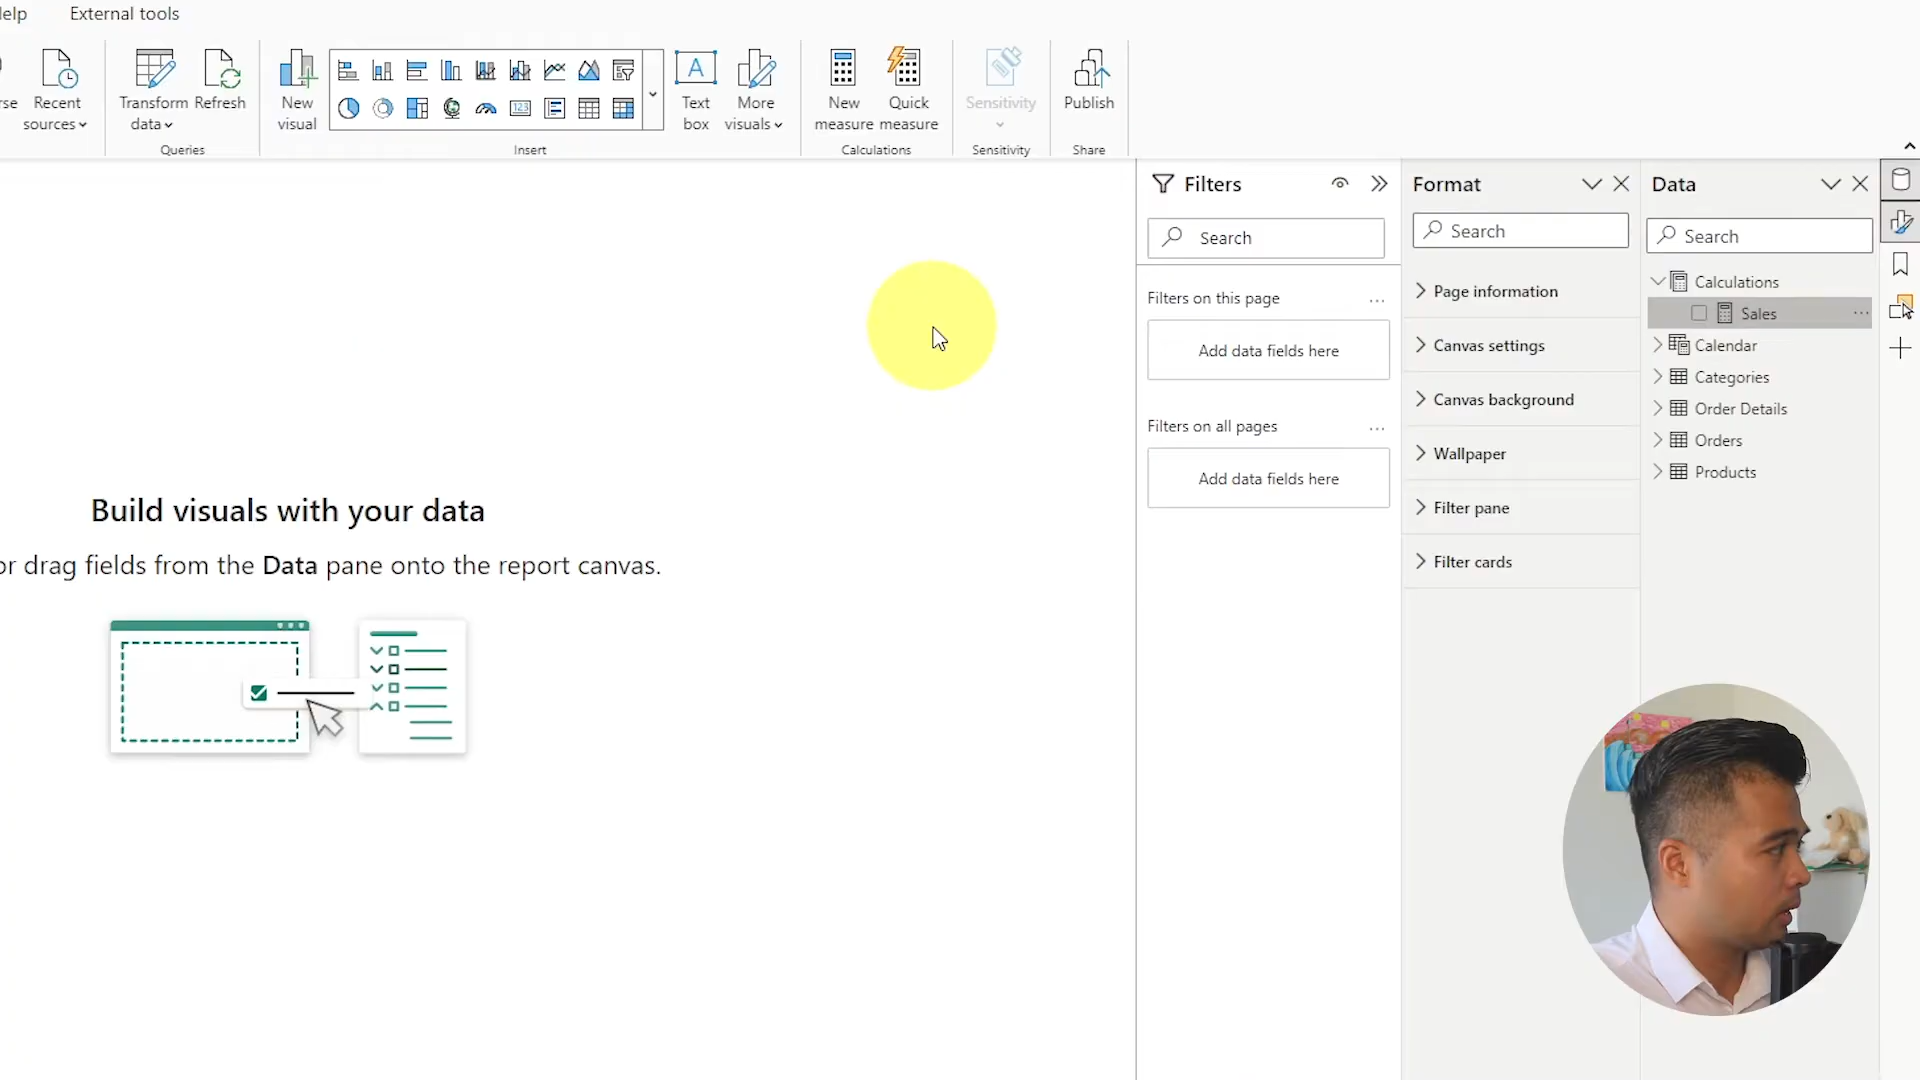 elp
External tools
rse
Recent
sources
Transform
data
Refresh
Queries
New
visual
123
Insert
A
Text
box
More
visuals
New
measure
Quick
measure
Calculations
Sensitivity
Sensitivity
Publish
Share
Filters
Search
Filters on this page
...
Add data fields here
Filters on all pages
...
Add data fields here
Format
Search
Page information
Canvas settings
Canvas background
Wallpaper
Filter pane
Filter cards
Data
Search
Calculations
Sales
...
Calendar
Categories
Order Details
Orders
Products
Build visuals with your data
or drag fields from the Data pane onto the report canvas.